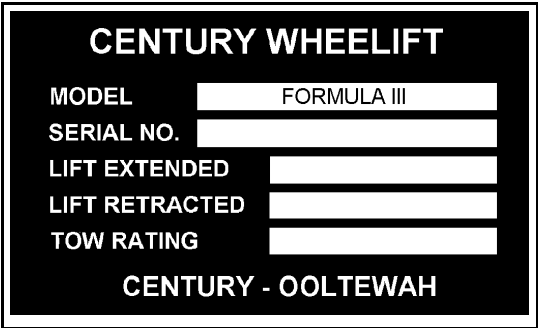 CENTURY WHEELIFT
MODEL FORMULA III
SERIAL NO.
LIFT EXTENDED
LIFT RETRACTED
TOW RATING
CENTURY - OOLTEWAH